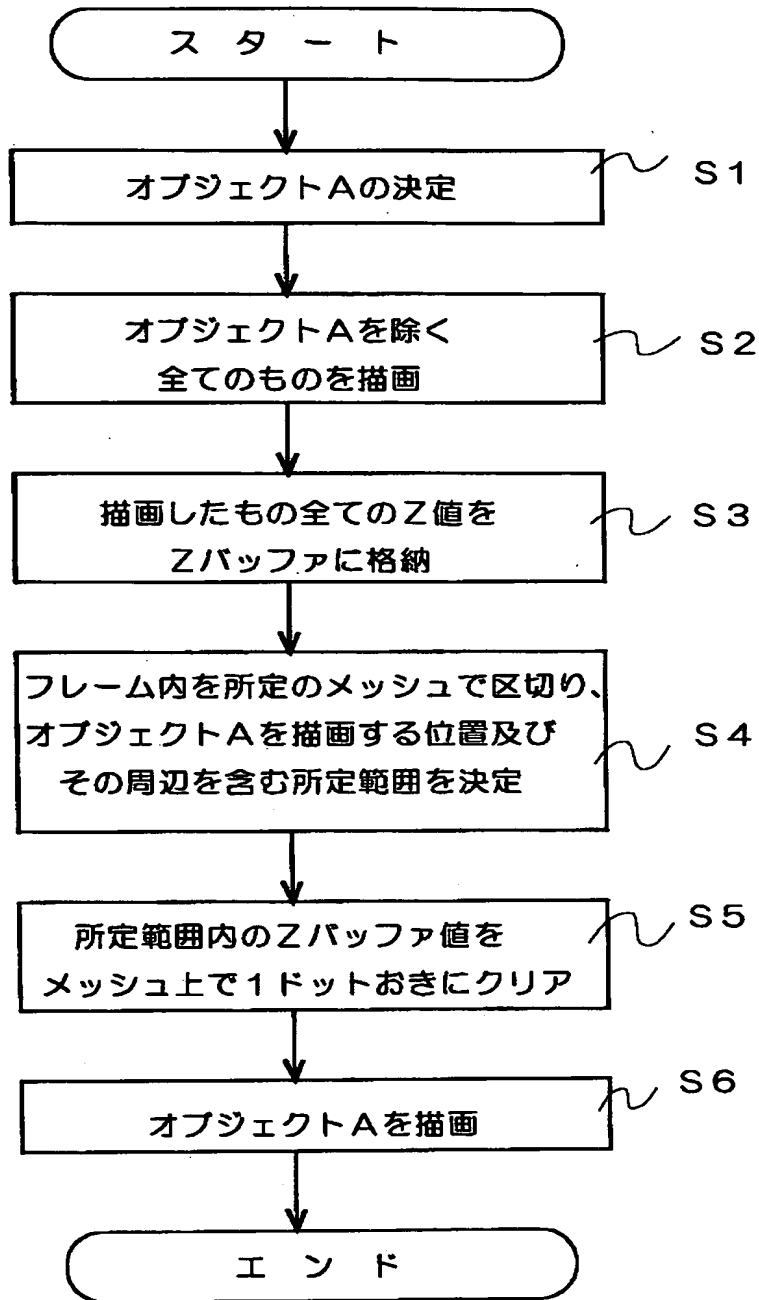 スタート
オブジェクトAの決定
S1
オブジェクトAを除く
全てのものを描画
S2
描画したもの全てのZ値を
Zバッファに格納
S3
フレーム内を所定のメッシュで区切り、
オブジェクトAを描画する位置及び
その周辺を含む所定範囲を決定
S4
所定範囲内のZバッファ値を
メッシュ上で1ドットおきにクリア
S5
オブジェクトAを描画
S6
エンド